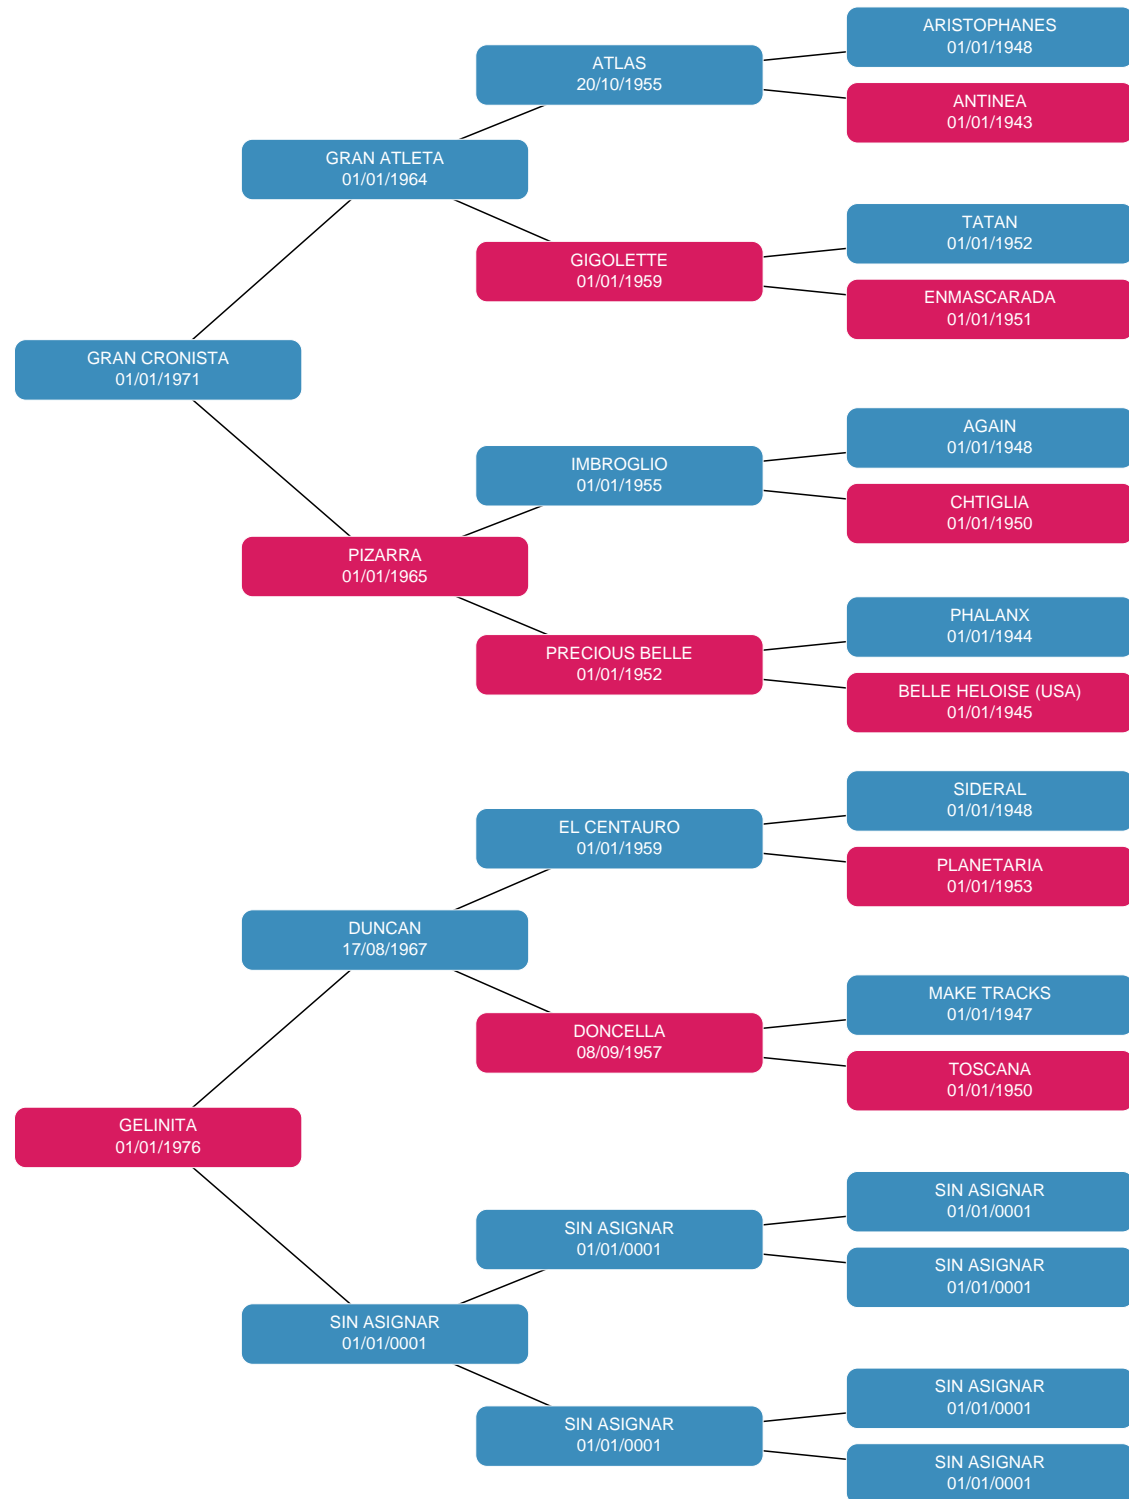 ARISTOPHANES
01/01/1948
ATLAS
20/10/1955
ANTINEA
01/01/1943
GRAN ATLETA
01/01/1964
TATAN
01/01/1952
GIGOLETTE
01/01/1959
ENMASCARADA
01/01/1951
GRAN CRONISTA
01/01/1971
AGAIN
01/01/1948
IMBROGLIO
01/01/1955
CHTIGLIA
01/01/1950
PIZARRA
01/01/1965
PHALANX
01/01/1944
PRECIOUS BELLE
01/01/1952
BELLE HELOISE (USA)
01/01/1945
SIDERAL
01/01/1948
EL CENTAURO
01/01/1959
PLANETARIA
01/01/1953
DUNCAN
17/08/1967
MAKE TRACKS
01/01/1947
DONCELLA
08/09/1957
TOSCANA
01/01/1950
GELINITA
01/01/1976
SIN ASIGNAR
01/01/0001
SIN ASIGNAR
01/01/0001
SIN ASIGNAR
01/01/0001
SIN ASIGNAR
01/01/0001
SIN ASIGNAR
01/01/0001
SIN ASIGNAR
01/01/0001
SIN ASIGNAR
01/01/0001